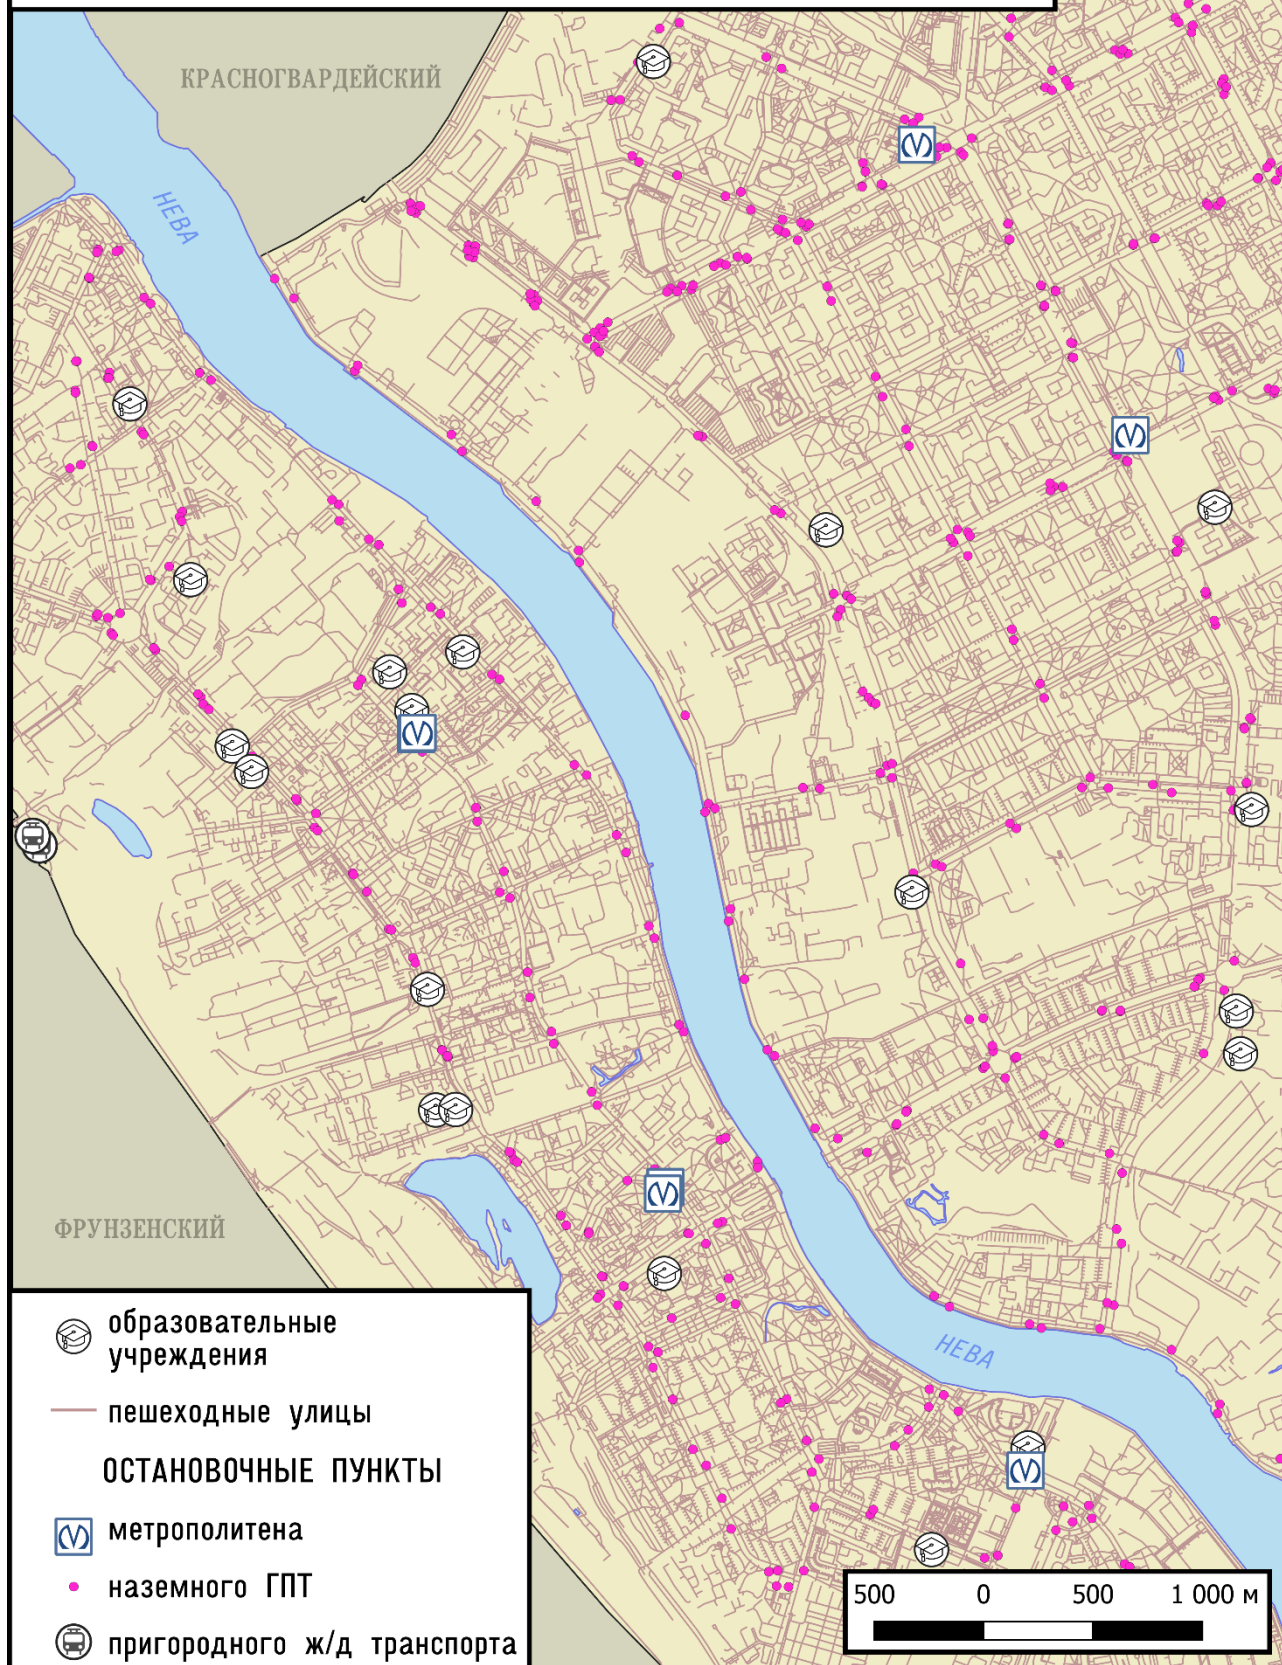 КРАСНОГВАРДЕЙСКИЙ
НЕВА
ФРУНЗЕНСКИЙ
НЕВА
образовательные
учреждения
пешеходные улицы
ОСТАНОВОЧНЫЕ ПУНКТЫ
метрополитена
наземного ГПТ
пригородного ж/д транспорта
500 0 500 1 000 м